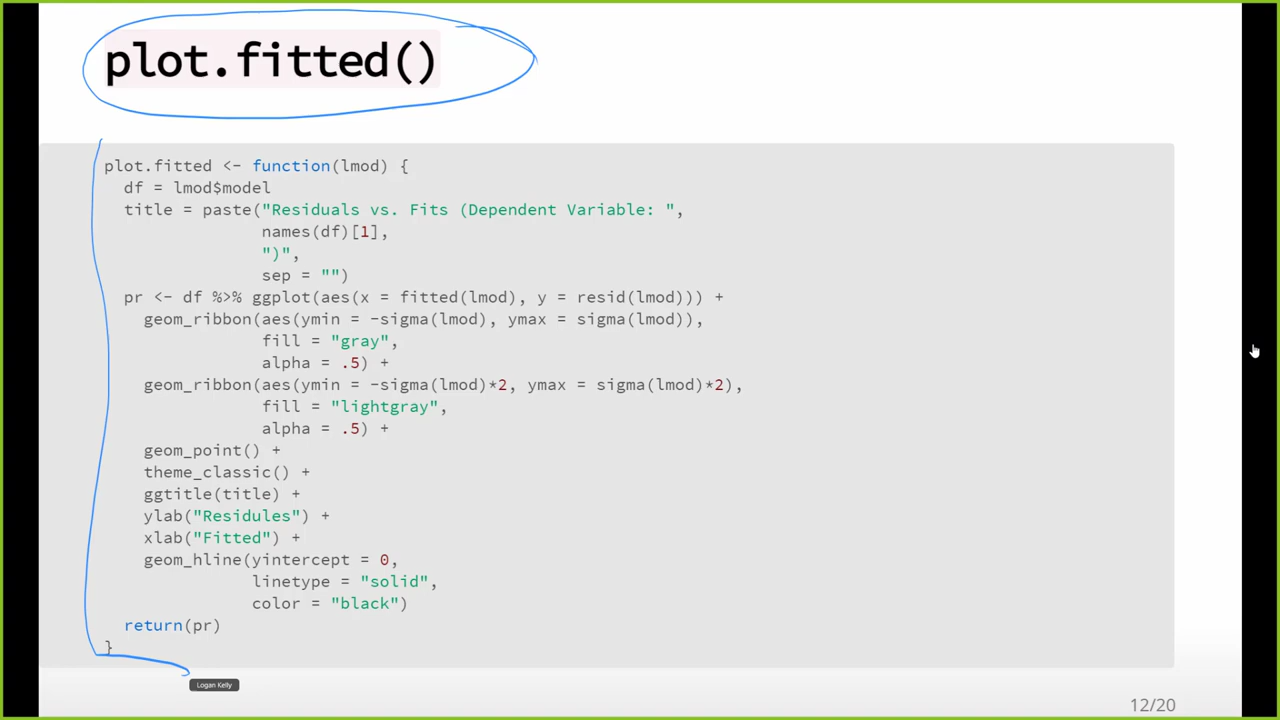 plot.fitted()
plot.fitted <- function(lmod) {
  df = lmod$model
  title = paste("Residuals vs. Fits (Dependent Variable: ",
                names(df)[1],
                ")",
                sep = "")
  pr <- df %>% ggplot(aes(x = fitted(lmod), y = resid(lmod))) +
    geom_ribbon(aes(ymin = -sigma(lmod), ymax = sigma(lmod)),
                fill = "gray",
                alpha = .5) +
    geom_ribbon(aes(ymin = -sigma(lmod)*2, ymax = sigma(lmod)*2),
                fill = "lightgray",
                alpha = .5) +
    geom_point() +
    theme_classic() +
    ggtitle(title) +
    ylab("Residules") +
    xlab("Fitted") +
    geom_hline(yintercept = 0,
               linetype = "solid",
               color = "black")
  return(pr)
}
Logan Kelly
12/20